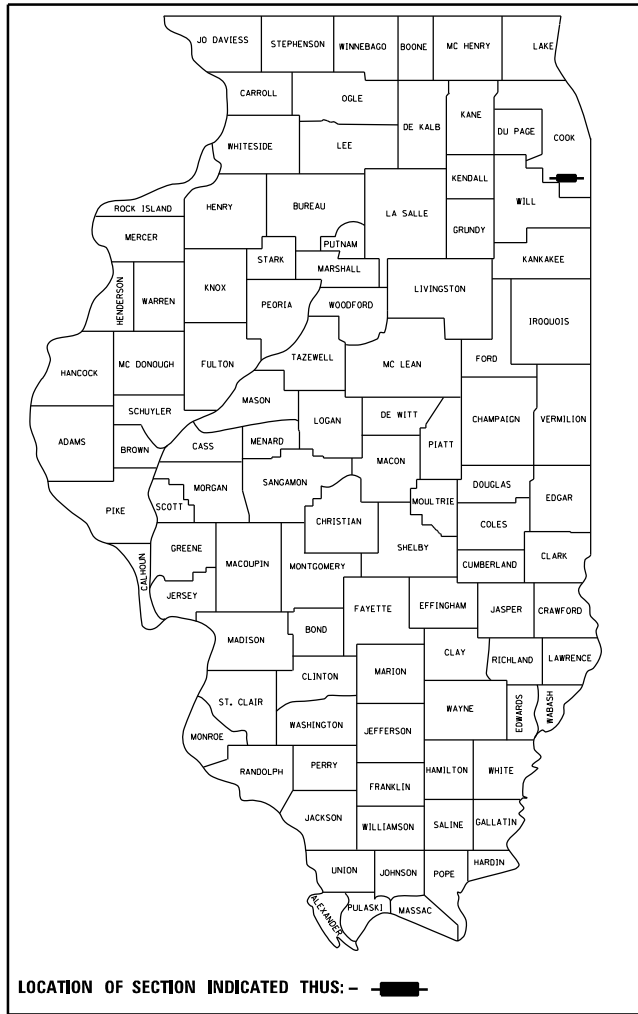 JO DAVIESS
STEPHENSON
WINNEBAGO
BOONE
MC HENRY
LAKE
CARROLL
OGLE
DE KALB
KANE
DU PAGE
COOK
WHITESIDE
LEE
KENDALL
WILL
ROCK ISLAND
HENRY
BUREAU
LA SALLE
GRUNDY
MERCER
PUTNAM
STARK
MARSHALL
KANKAKEE
HENDERSON
WARREN
KNOX
PEORIA
WOODFORD
LIVINGSTON
IROQUOIS
HANCOCK
MC DONOUGH
FULTON
TAZEWELL
MC LEAN
FORD
MASON
SCHUYLER
LOGAN
DE WITT
CHAMPAIGN
VERMILION
ADAMS
BROWN
CASS
MENARD
MACON
PIATT
PIKE
SCOTT
MORGAN
SANGAMON
CHRISTIAN
MOULTRIE
DOUGLAS
EDGAR
COLES
CALHOUN
GREENE
MACOUPIN
MONTGOMERY
SHELBY
CUMBERLAND
CLARK
JERSEY
FAYETTE
EFFINGHAM
JASPER
CRAWFORD
MADISON
BOND
CLAY
RICHLAND
LAWRENCE
CLINTON
MARION
ST. CLAIR
WAYNE
EDWARDS
WABASH
WASHINGTON
JEFFERSON
MONROE
RANDOLPH
PERRY
HAMILTON
WHITE
FRANKLIN
JACKSON
WILLIAMSON
SALINE
GALLATIN
UNION
JOHNSON
POPE
HARDIN
ALEXANDER
PULASKI
MASSAC
LOCATION OF SECTION INDICATED THUS: -